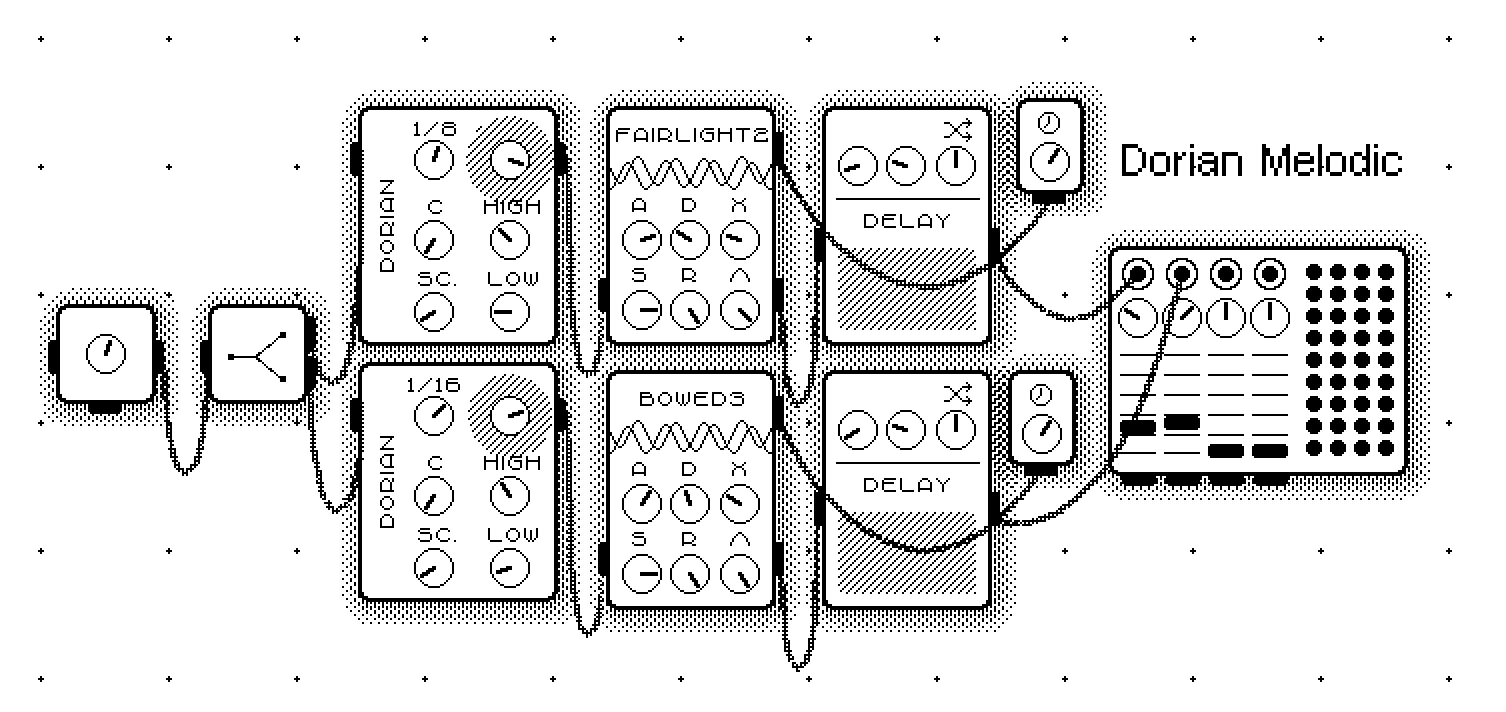 1/8
DORIAN
C
HIGH
SC.
LOW
FAIRLIGHT2
A D X
S R
DELAY
Dorian Melodic
1/16
DORIAN
C
HIGH
SC.
LOW
BOWED3
A D X
S R
DELAY